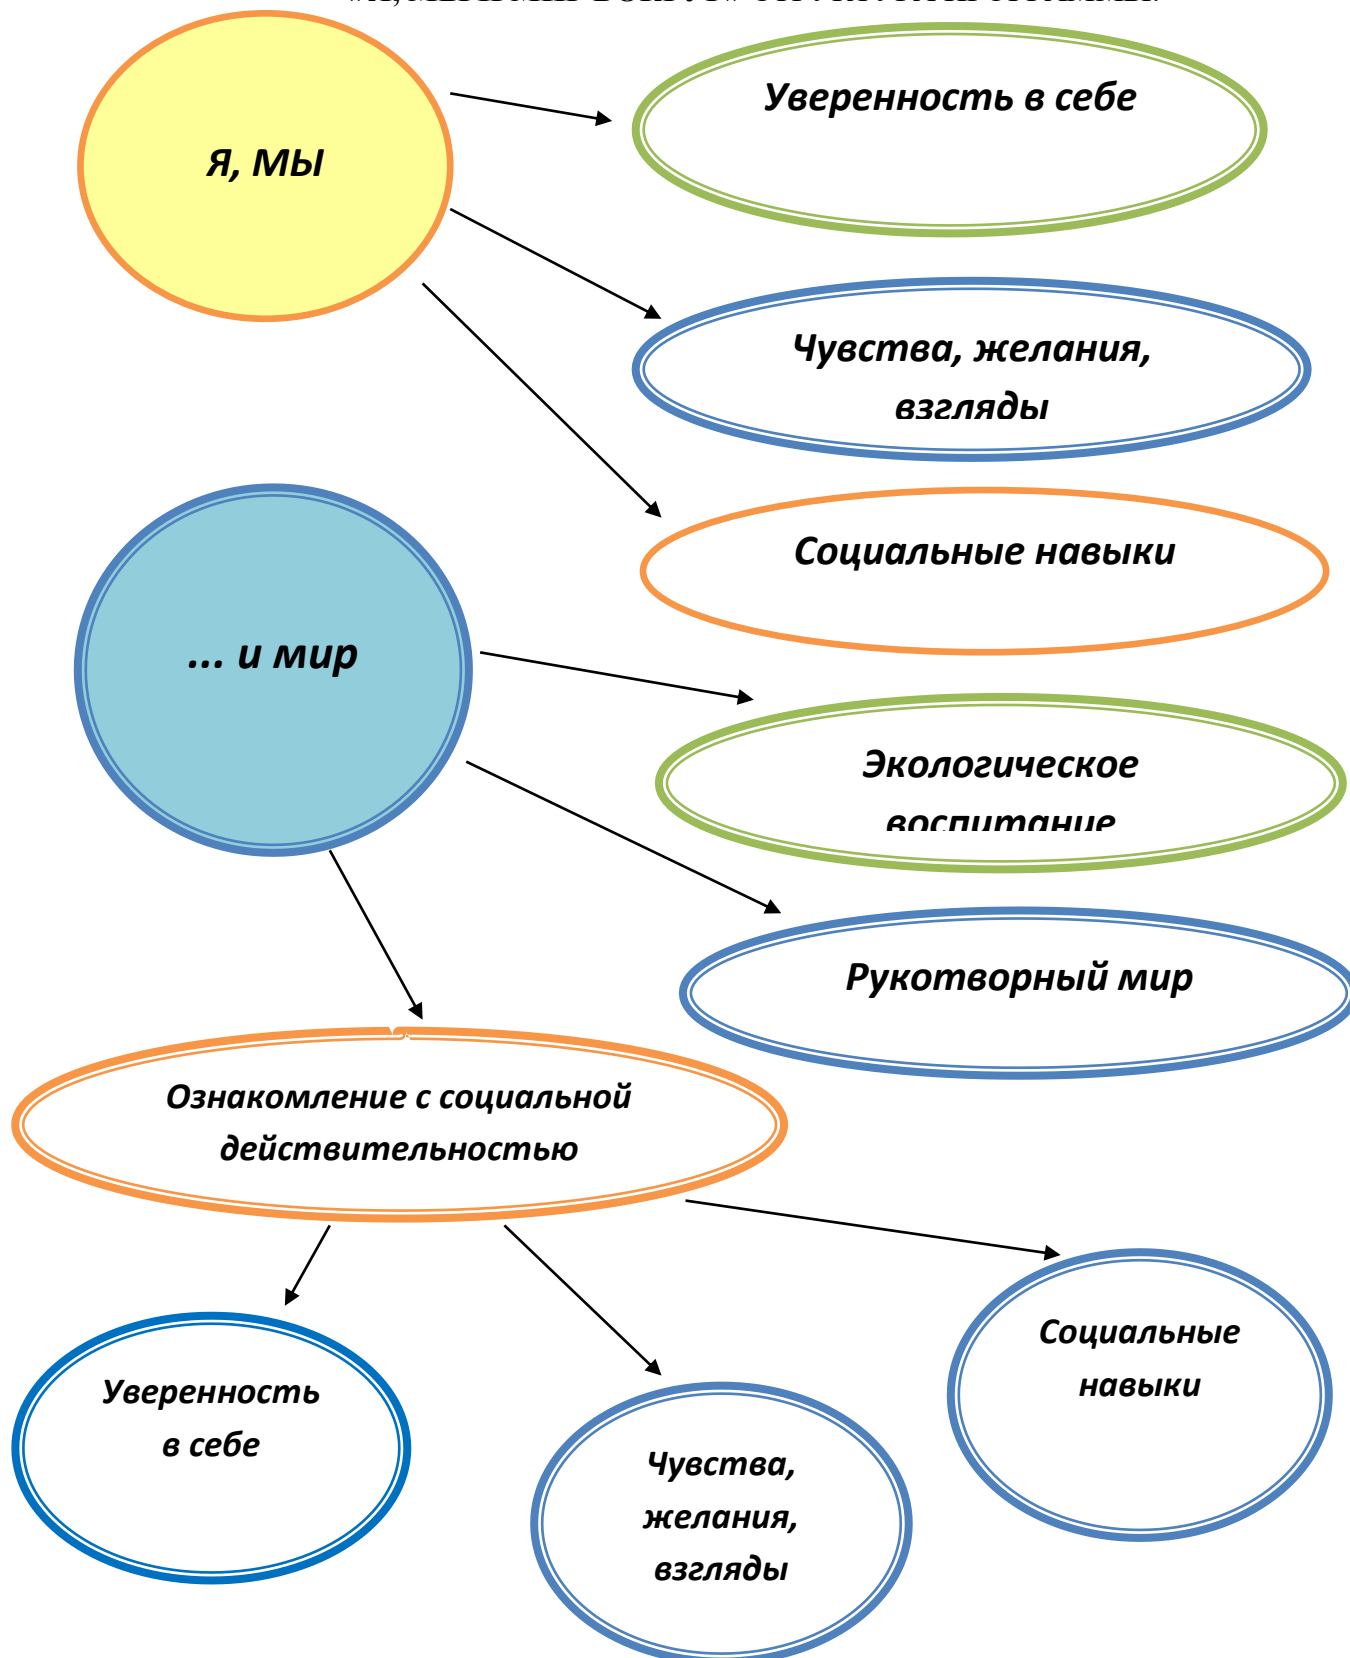 Я, МЫ
Уверенность в себе
Чувства, желания,
взгляды
Социальные навыки
... и мир
Экологическое
воспитание
Рукотворный мир
Ознакомление с социальной
действительностью
Социальные
навыки
Уверенность
в себе
Чувства,
желания,
взгляды